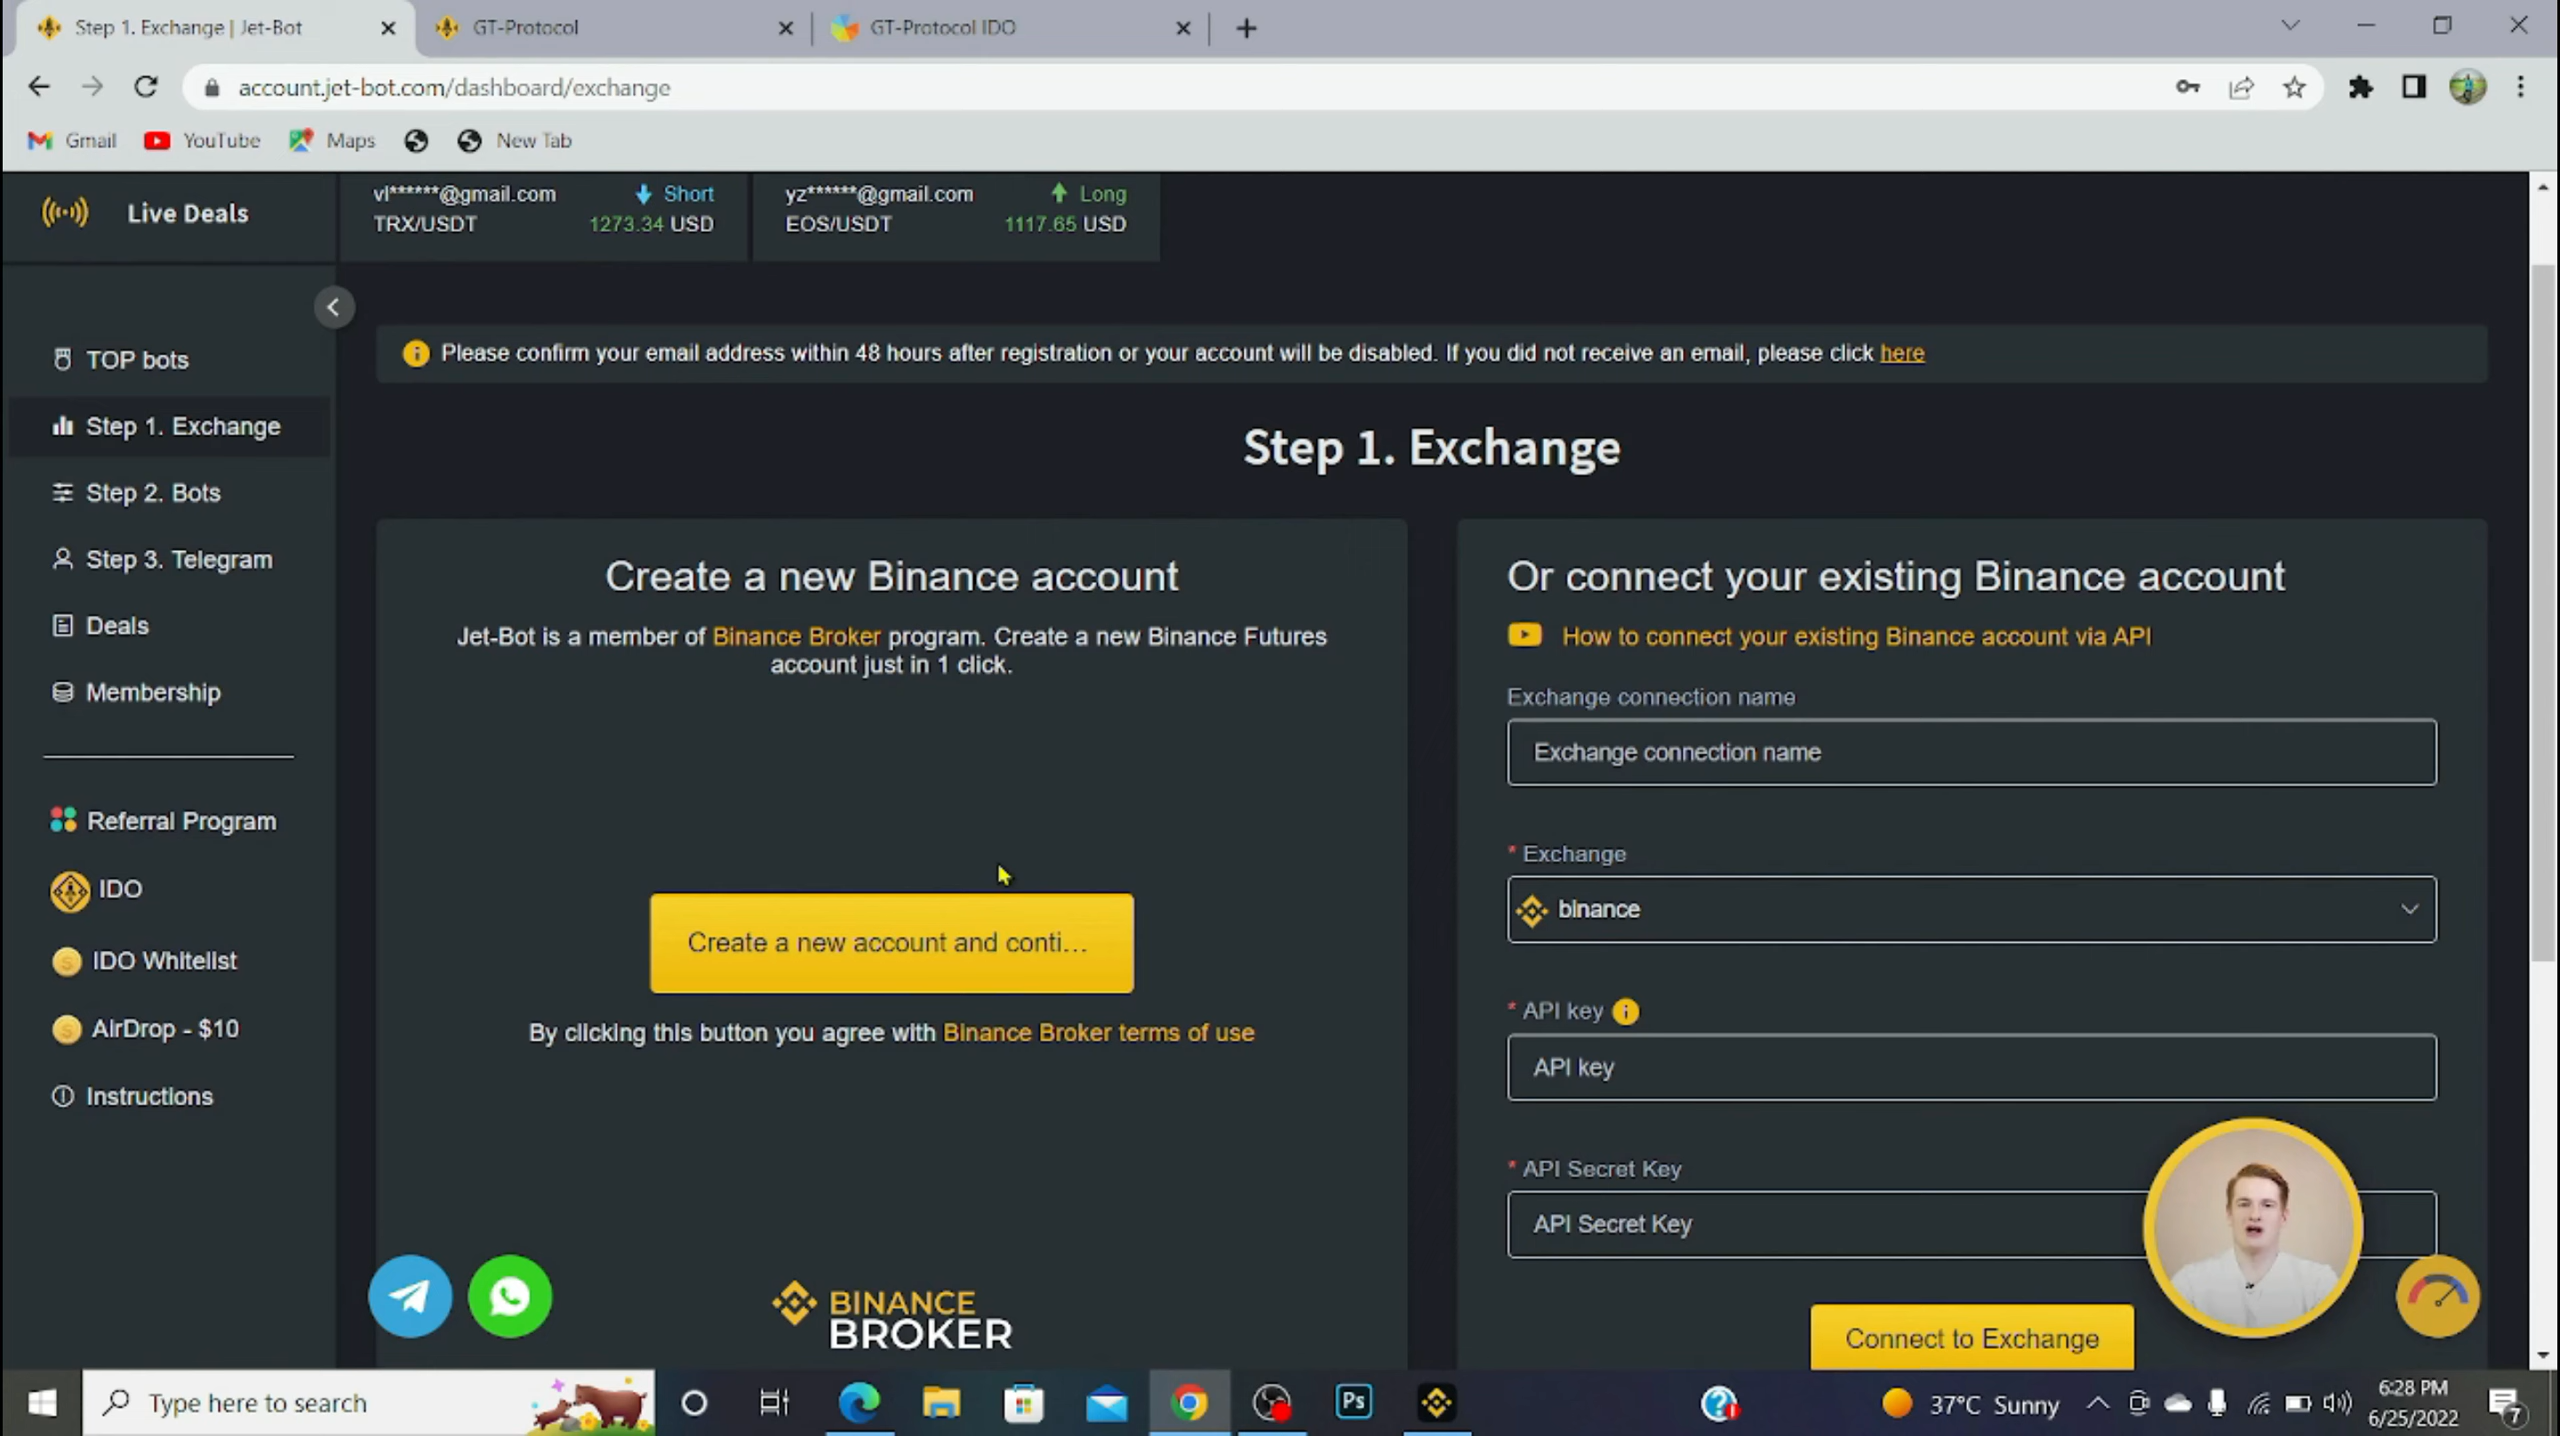 Step 1. Exchange | Jet-Bot
GT-Protocol
GT-Protocol IDO
account.jet-bot.com/dashboard/exchange
Gmail
YouTube
Maps
New Tab
Live Deals
vl******@gmail.com
Short
TRX/USDT
1273.34 USD
yz******@gmail.com
Long
EOS/USDT
1117.65 USD
Please confirm your email address within 48 hours after registration or your account will be disabled. If you did not receive an email, please click here
TOP bots
Step 1. Exchange
Step 2. Bots
Step 3. Telegram
Deals
Membership
Referral Program
IDO
IDO Whitelist
AirDrop - $10
Instructions
Step 1. Exchange
Create a new Binance account
Jet-Bot is a member of Binance Broker program. Create a new Binance Futures
account just in 1 click.
Create a new account and conti...
By clicking this button you agree with Binance Broker terms of use
BINANCE
BROKER
Or connect your existing Binance account
How to connect your existing Binance account via API
Exchange connection name
Exchange connection name
* Exchange
binance
* API key
API key
* API Secret Key
API Secret Key
Connect to Exchange
Type here to search
Ps
37°C Sunny
6:28 PM
6/25/2022
7